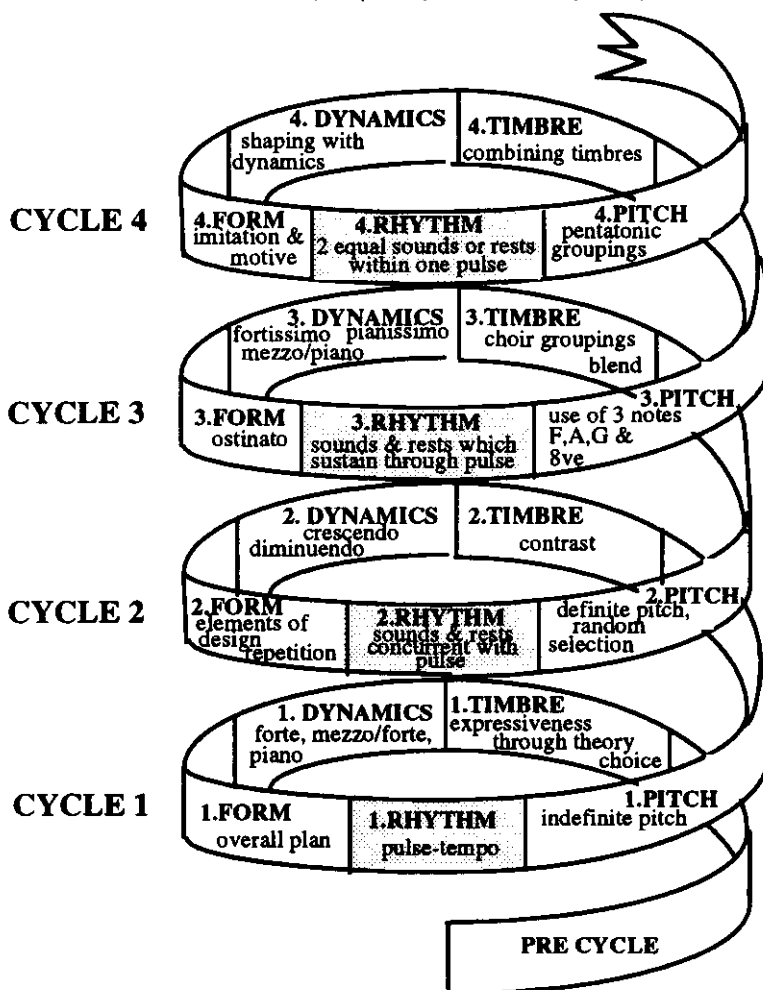 4. DYNAMICS
shaping with
dynamics
4.TIMBRE
combining timbres
CYCLE 4
4.FORM
imitation &
motive
4.RHYTHM
2 equal sounds or rests
within one pulse
4.PITCH
pentatonic
groupings
3. DYNAMICS
fortissimo pianissimo
mezzo/piano
3.TIMBRE
choir groupings
blend
CYCLE 3
3.FORM
ostinato
3.RHYTHM
sounds & rests which
sustain through pulse
3.PITCH
use of 3 notes
F,A,G &
8ve
2. DYNAMICS
crescendo
diminuendo
2.TIMBRE
contrast
CYCLE 2
2.FORM
elements of
design
repetition
2.RHYTHM
sounds & rests
concurrent with
pulse
2.PITCH
definite pitch,
random
selection
1. DYNAMICS
forte, mezzo/forte,
piano
1.TIMBRE
expressiveness
through theory
choice
CYCLE 1
1.FORM
overall plan
1.RHYTHM
pulse-tempo
1.PITCH
indefinite pitch
PRE CYCLE